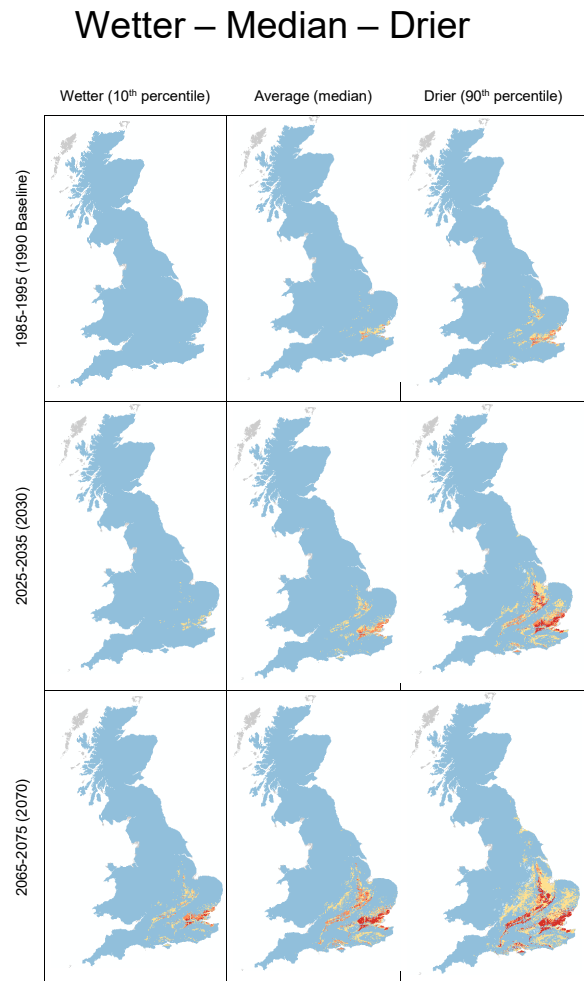 Wetter – Median – Drier
Wetter (10th percentile)
Average (median)
Drier (90th percentile)
1985-1995 (1990 Baseline)
2025-2035 (2030)
2065-2075 (2070)